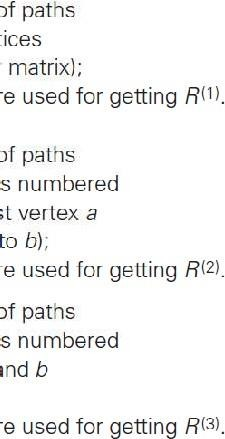 of paths
tices
matrix);
re used for getting R(1).
of paths
s numbered
st vertex a
to b);
re used for getting R(2).
of paths
s numbered
and b
re used for getting R(3).